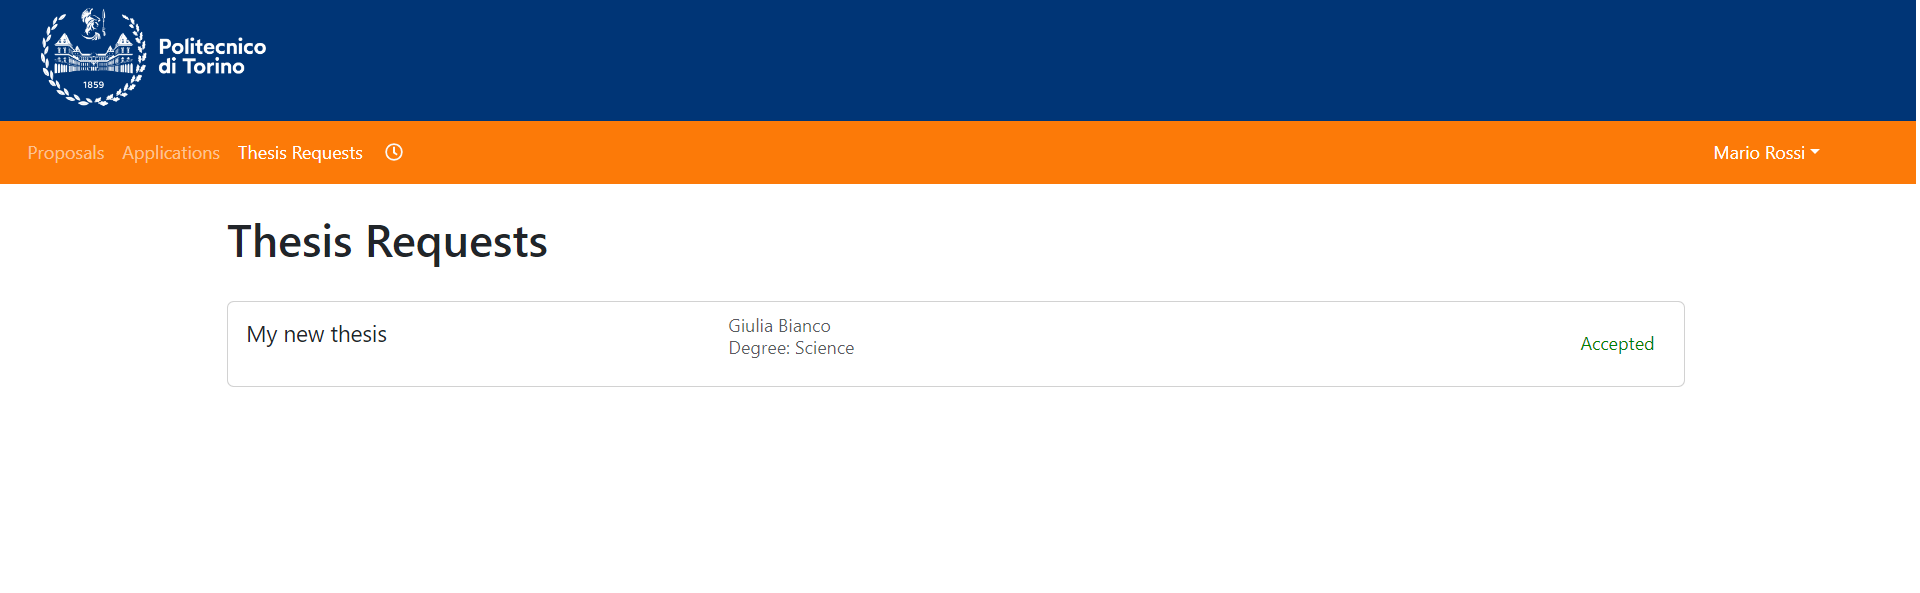 Politecnico
di Torino
1859
Proposals Applications Thesis Requests
Mario Rossi
Thesis Requests
My new thesis
Giulia Bianco
Degree: Science
Accepted